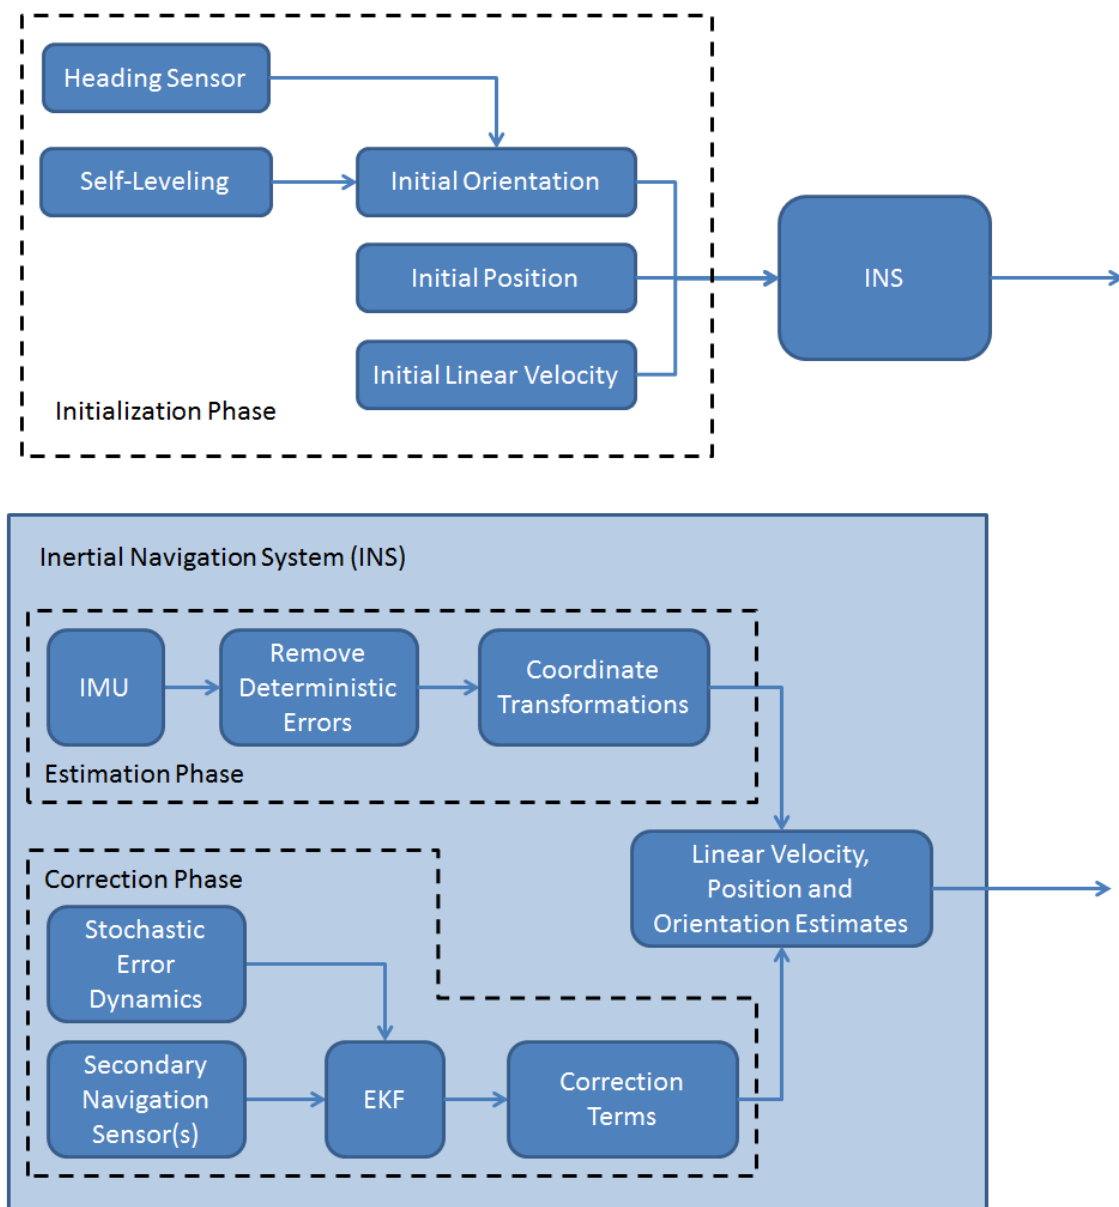 Heading Sensor
Self-Leveling
Initial Orientation
Initial Position
INS
Initial Linear Velocity
Initialization Phase
Inertial Navigation System (INS)
IMU
Remove
Deterministic
Errors
Coordinate
Transformations
Estimation Phase
Linear Velocity,
Position and
Orientation Estimates
Correction Phase
Stochastic
Error
Dynamics
Secondary
Navigation
Sensor(s)
EKF
Correction
Terms